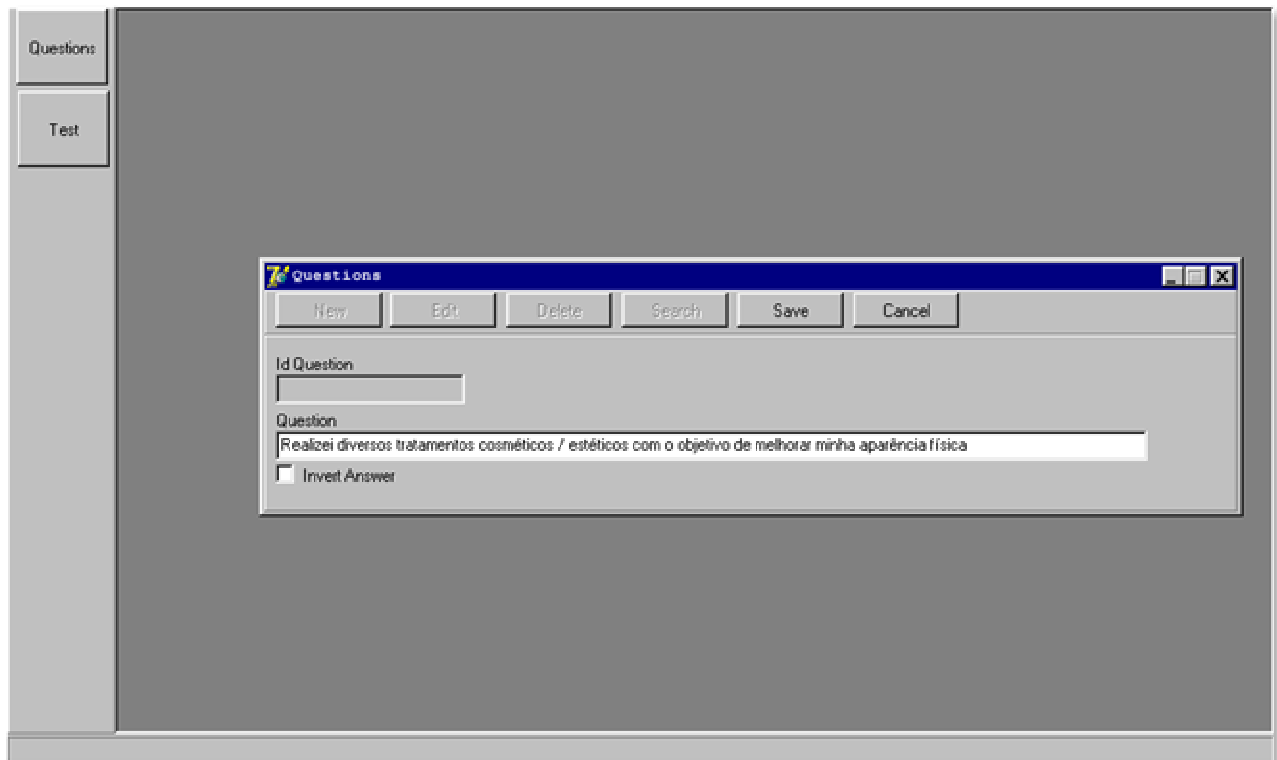 Questions
Test
Questions
New Edit Delete Search Save Cancel
Id Question
Question
Realizei diversos tratamentos cosméticos / estéticos com o objetivo de melhorar minha aparência física
Invert Answer